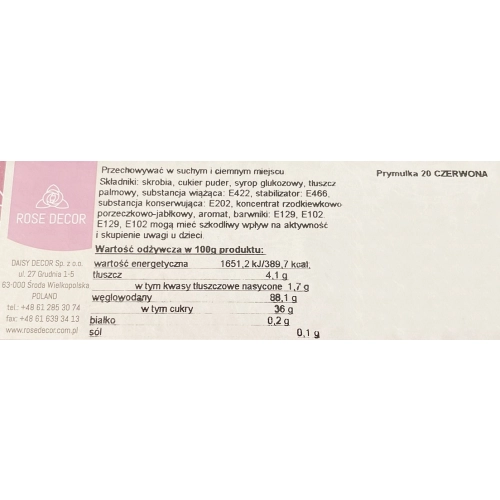 Przechowywać w suchym i ciemnym miejscu
Składniki: skrobia, cukier puder, syrop glukozowy, tłuszcz
palmowy, substancja wiążąca: E422, stabilizator: E466,
substancja konserwująca: E202, koncentrat rzodkiewkowo
porzeczkowo-jabłkowy, aromat, barwniki: E129, E102.
E129, E102 mogą mieć szkodliwy wpływ na aktywność
i skupienie uwagi u dzieci.
Prymulka 20 CZERWONA
ROSE DECOR
DAISY DECOR Sp. z o.o.
ul. 27 Grudnia 1-5
63-000 Środa Wielkopolska
POLAND
tel.: +48 61 285 30 74
fax: +48 61 639 34 13
www.rosedecor.com.pl
Wartość odżywcza w 100g produktu:
wartość energetyczna 1651,2 kJ/389,7 kcal,
tłuszcz 4,1 g
w tym kwasy tłuszczowe nasycone 1,7 g
węglowodany 88,1 g
w tym cukry 36 g
białko 0,2 g
sól 0,1 g